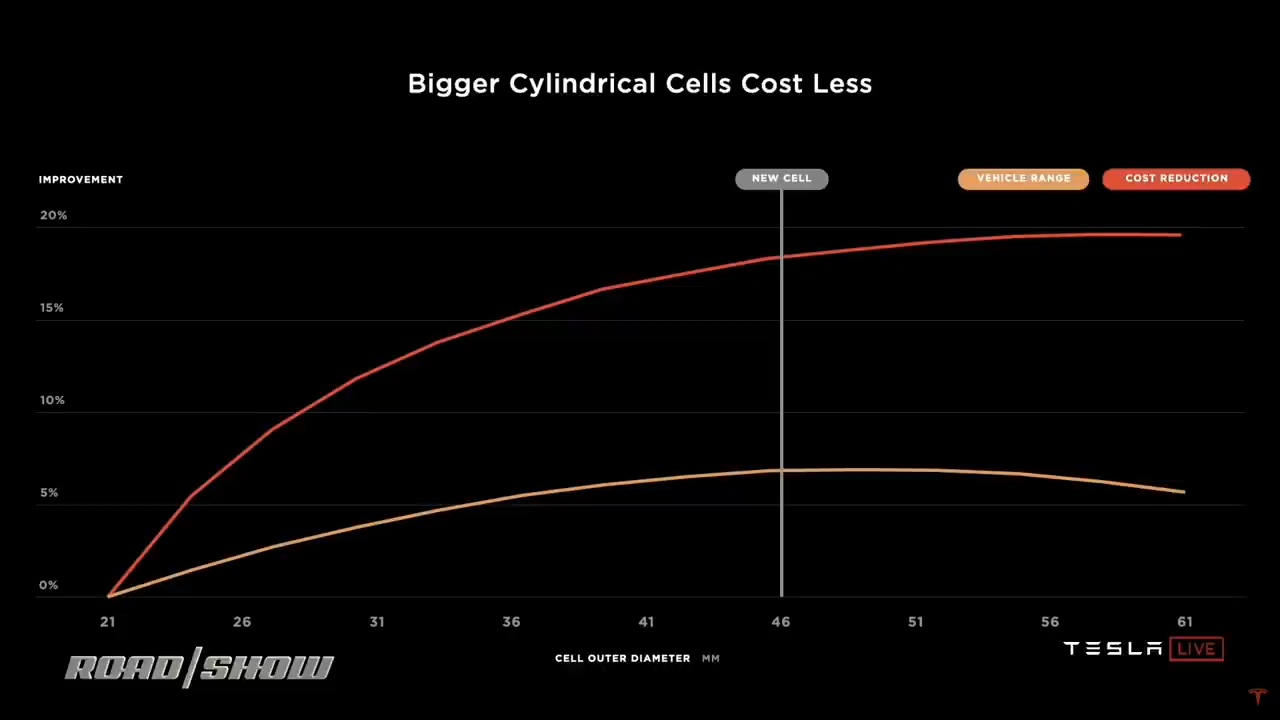 Bigger Cylindrical Cells Cost Less
IMPROVEMENT
NEW CELL
VEHICLE RANGE
COST REDUCTION
20%
15%
10%
5%
0%
21 26 31 36 41 46 51 56 61
CELL OUTER DIAMETER MM
ROAD/SHOW
TESLA LIVE